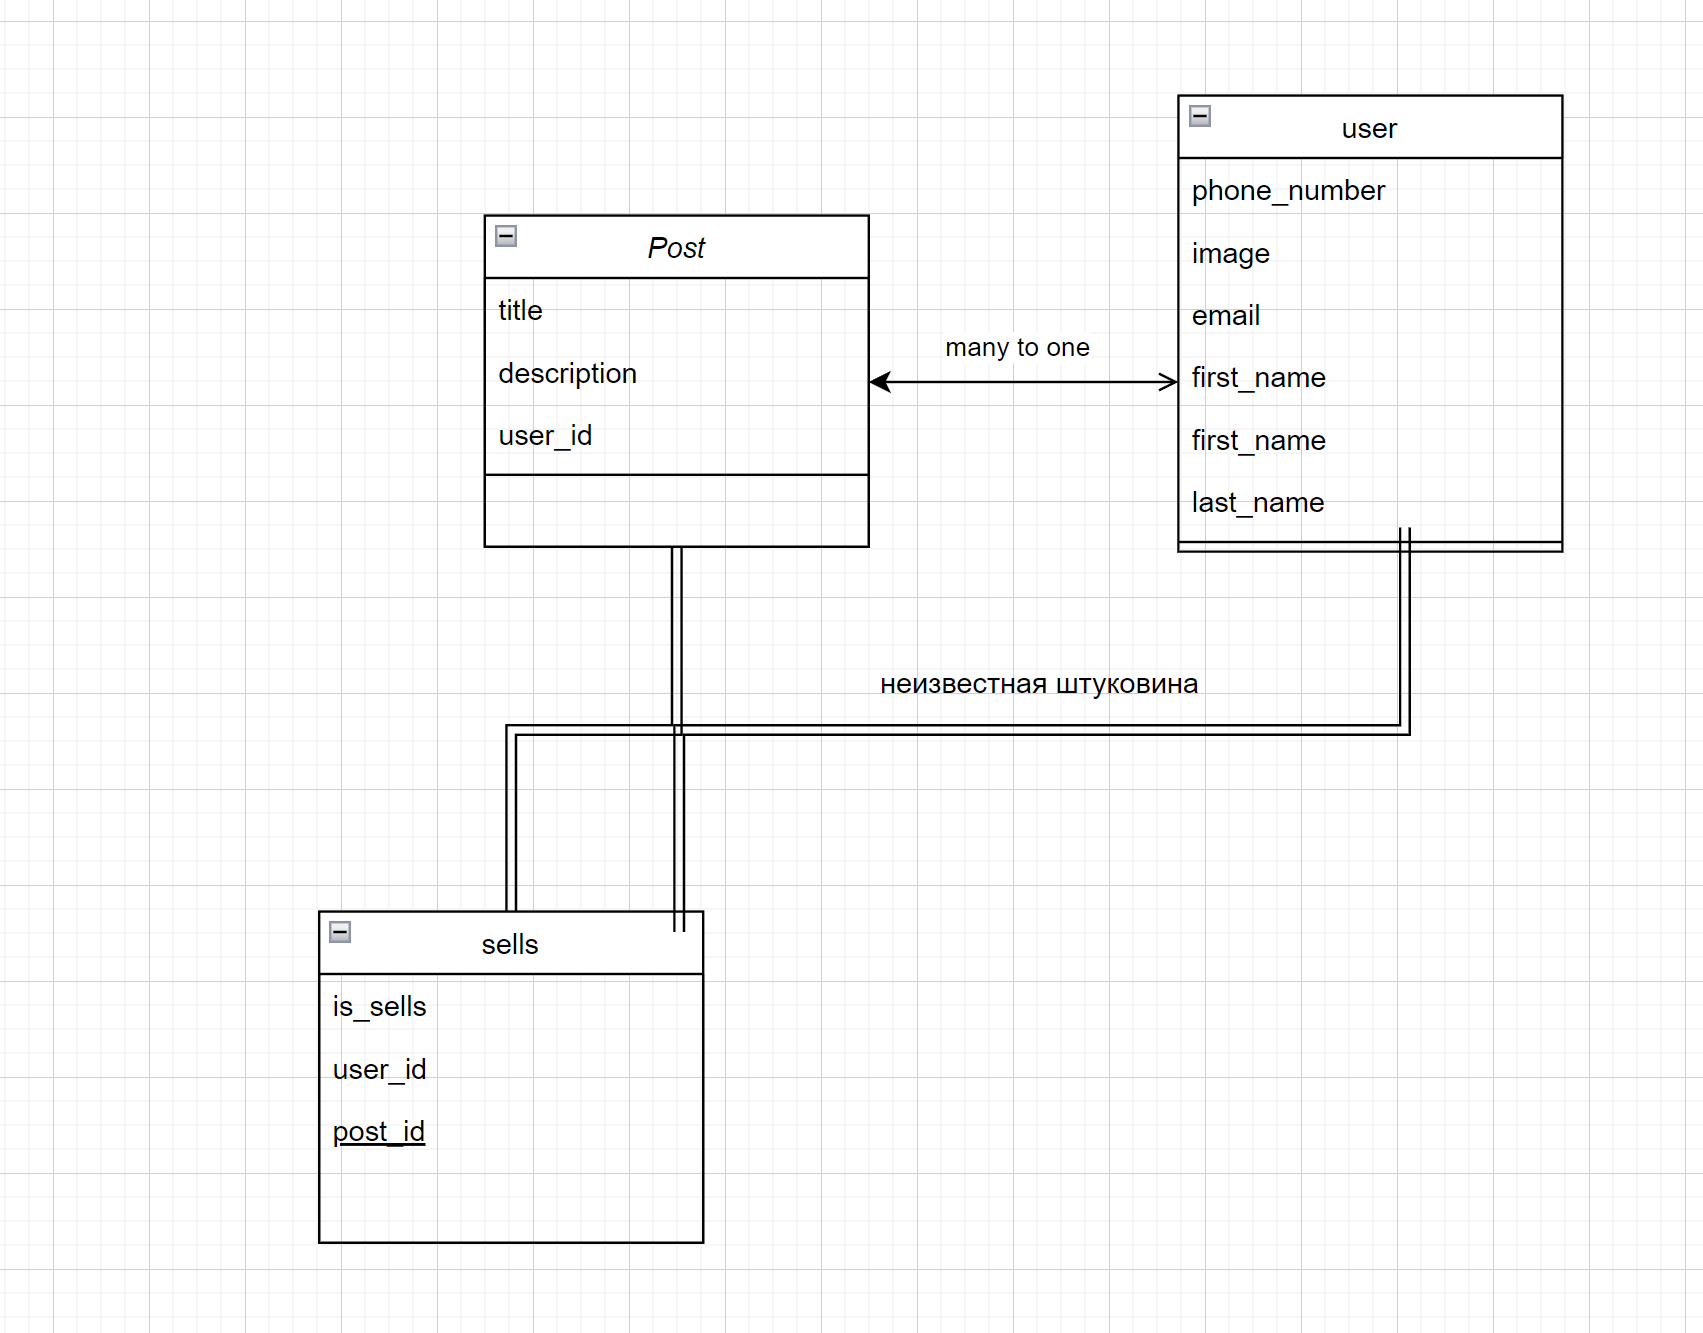 user
phone_number
image
email
first_name
first_name
last_name
Post
title
description
user_id
many to one
неизвестная штуковина
sells
is_sells
user_id
post_id